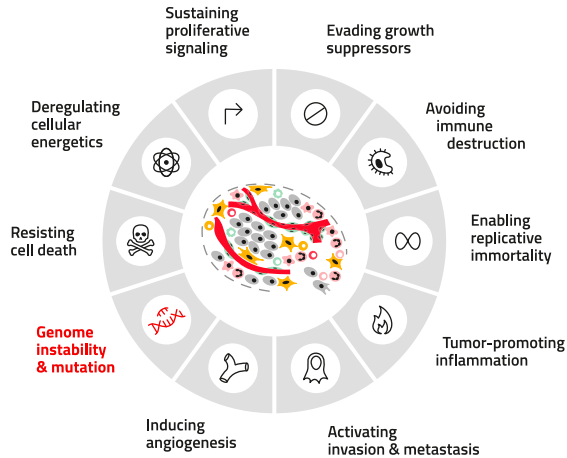 Sustaining
proliferative
signaling
Evading growth
suppressors
Avoiding
immune
destruction
Enabling
replicative
immortality
Tumor-promoting
inflammation
Activating
invasion & metastasis
Inducing
angiogenesis
Genome
instability
& mutation
Resisting
cell death
Deregulating
cellular
energetics